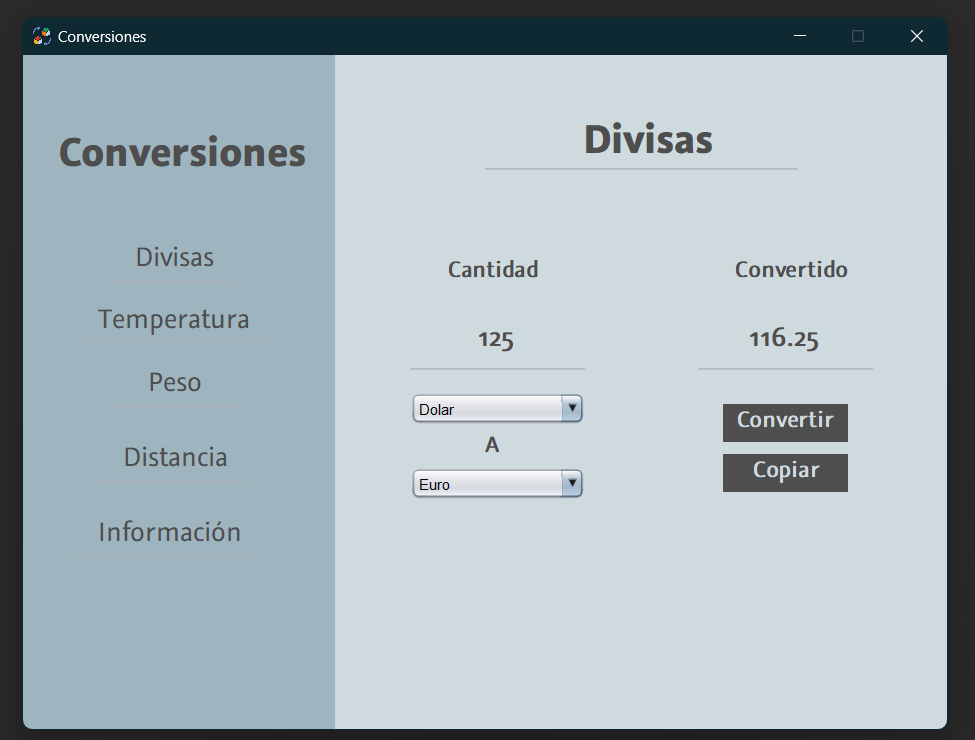 Conversiones
Conversiones
Divisas
Temperatura
Peso
Distancia
Información
Divisas
Cantidad
Convertido
125
116.25
Dolar
A
Euro
Convertir
Copiar